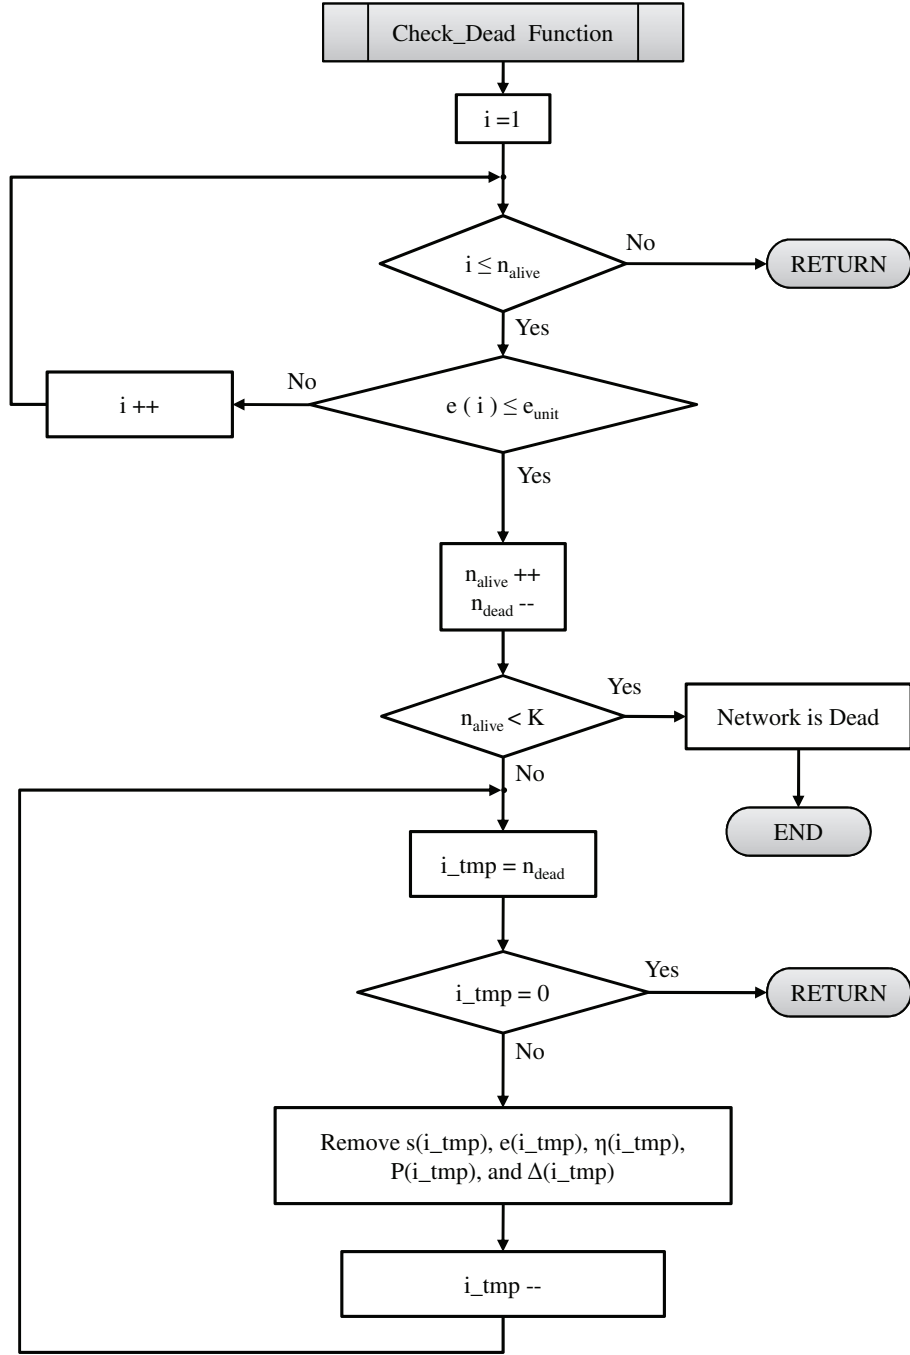 Check_Dead Function
i =1
i ≤ n_alive
No
RETURN
Yes
No
i ++
e ( i ) ≤ e_unit
Yes
n_alive ++
n_dead --
Yes
n_alive < K
Network is Dead
No
END
i_tmp = n_dead
Yes
i_tmp = 0
RETURN
No
Remove s(i_tmp), e(i_tmp), η(i_tmp),
P(i_tmp), and Δ(i_tmp)
i_tmp --